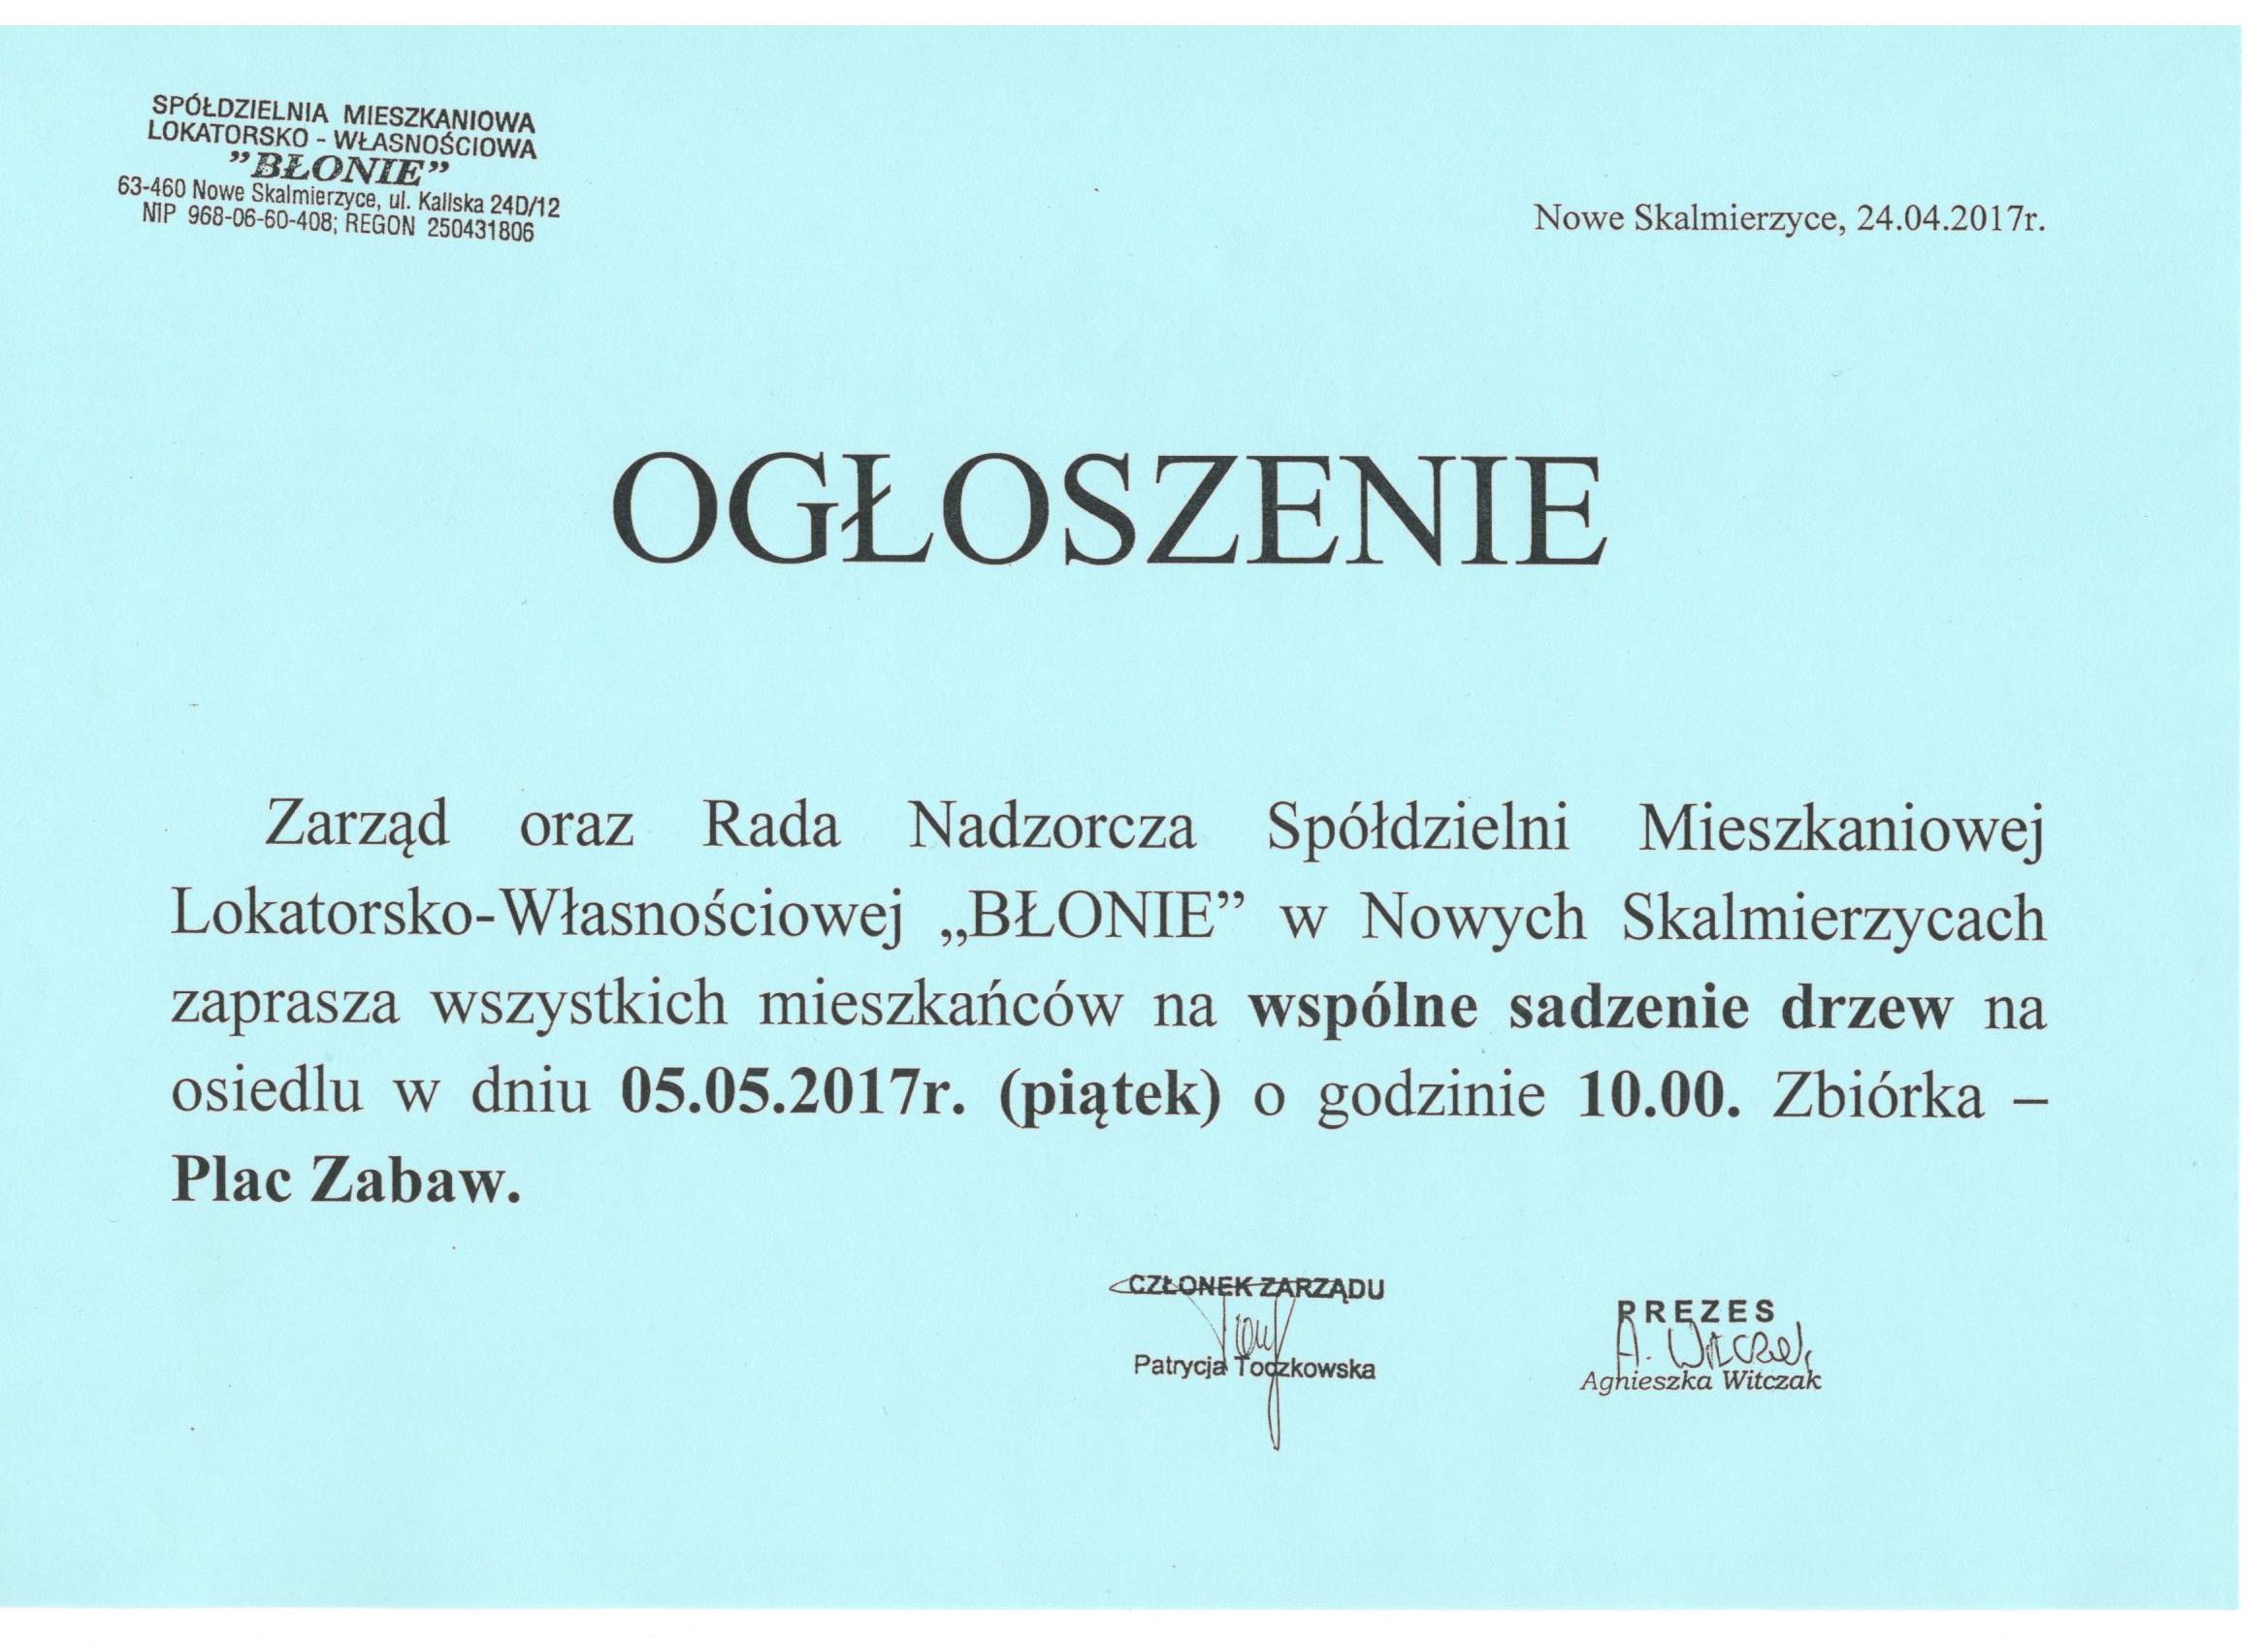 SPÓŁDZIELNIA MIESZKANIOWA
LOKATORSKO - WŁASNOŚCIOWA
”BŁONIE”
63-460 Nowe Skalmierzyce, ul. Kaliska 24D/12
NIP 968-06-60-408; REGON 250431806
Nowe Skalmierzyce, 24.04.2017r.
OGŁOSZENIE
Zarząd oraz Rada Nadzorcza Spółdzielni Mieszkaniowej
Lokatorsko-Własnościowej „BŁONIE” w Nowych Skalmierzycach
zaprasza wszystkich mieszkańców na wspólne sadzenie drzew na
osiedlu w dniu 05.05.2017r. (piątek) o godzinie 10.00. Zbiórka –
Plac Zabaw.
CZŁONEK ZARZĄDU
Patrycja Toczkowska
PREZES
A. Witczak
Agnieszka Witczak